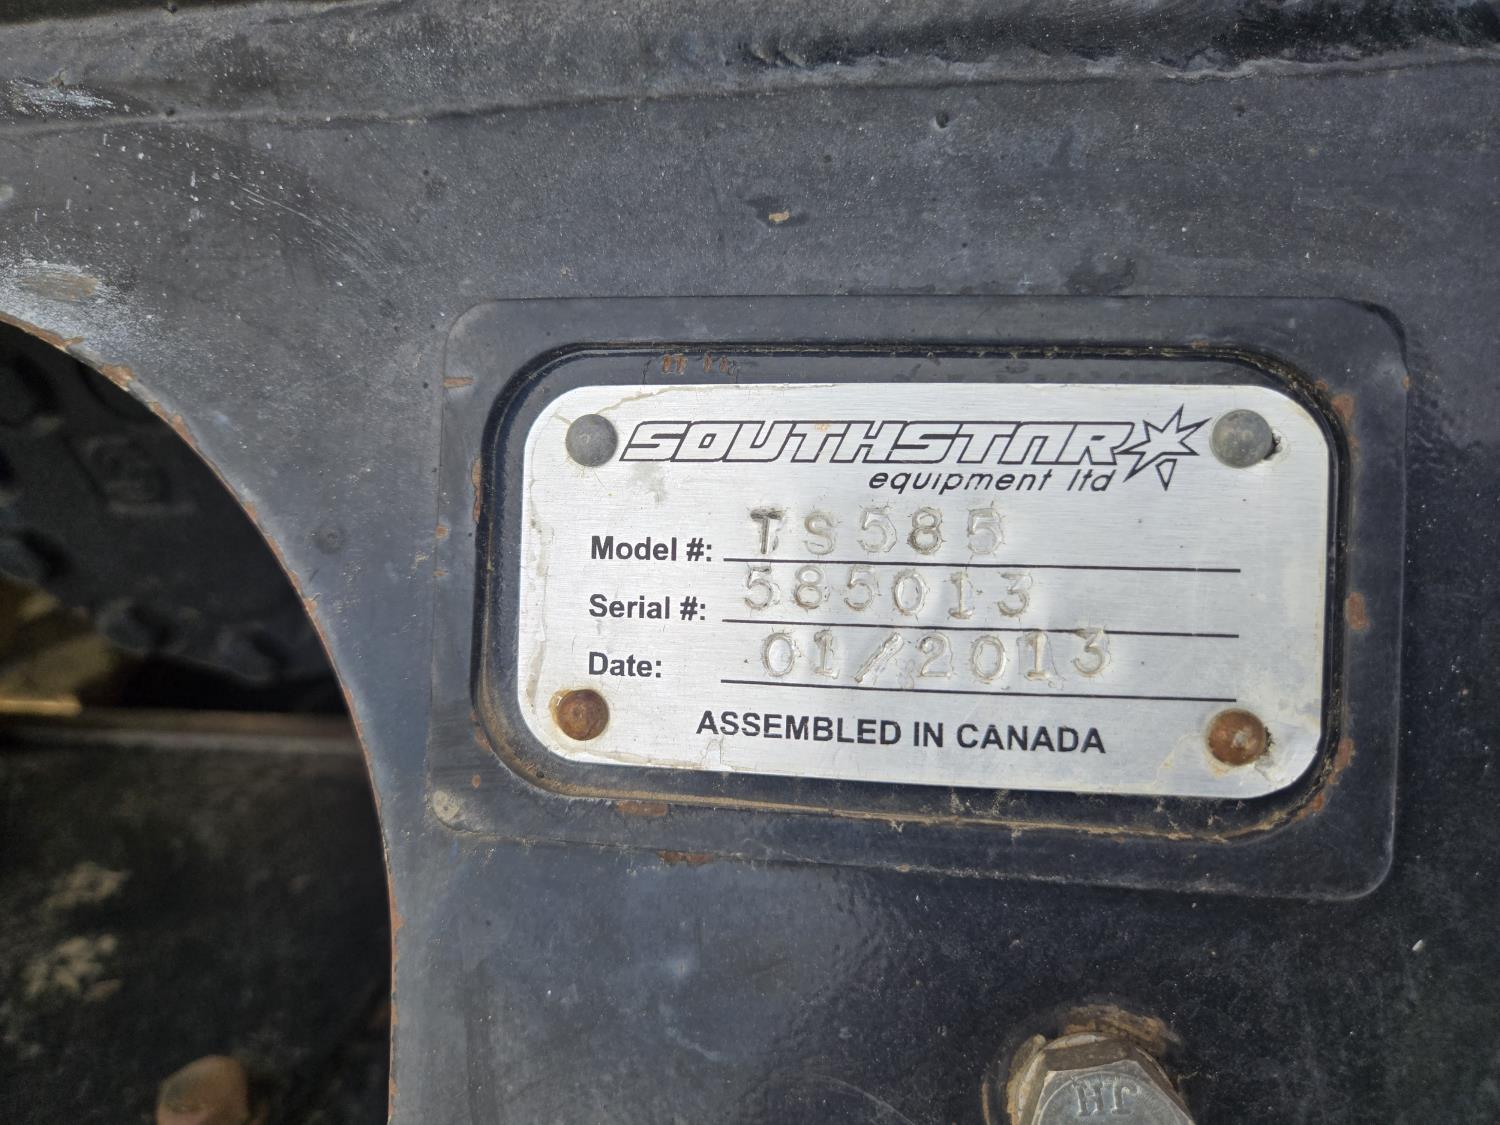 SOUTHSTAR
equipment ltd
Model #: TS585
Serial #: 585013
Date: 01/2013
ASSEMBLED IN CANADA